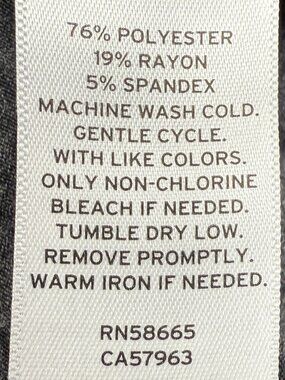 76% POLYESTER
19% RAYON
5% SPANDEX
MACHINE WASH COLD.
GENTLE CYCLE.
WITH LIKE COLORS.
ONLY NON-CHLORINE
BLEACH IF NEEDED.
TUMBLE DRY LOW.
REMOVE PROMPTLY.
WARM IRON IF NEEDED.
RN58665
CA57963